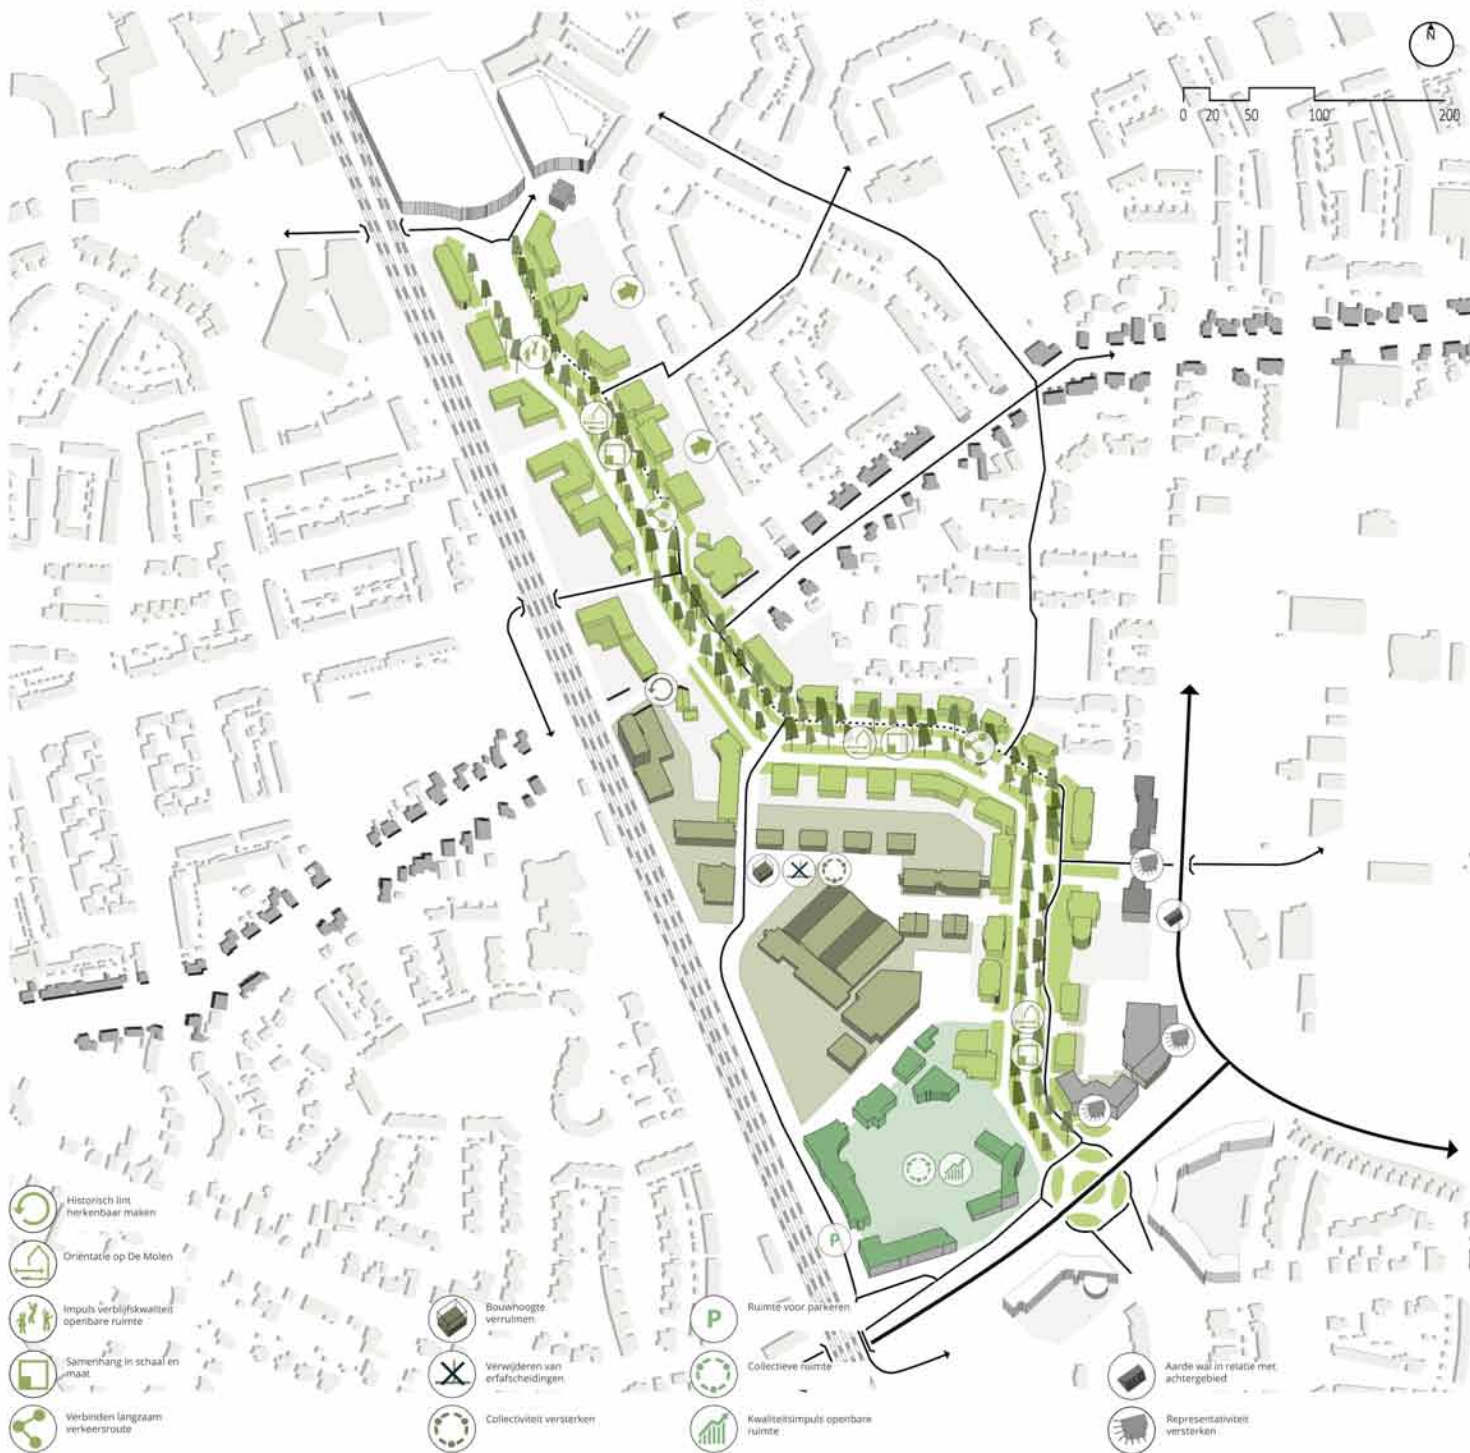 N
0 20 50 100 200
P
Historisch lint
herkenbaar maken
Oriëntatie op De Molen
Impuls verblijfskwaliteit
openbare ruimte
Samenhang in schaal en
maat
Verbinden langzaam
verkeersroute
Bouwhoogte
verruimen
Verwijderen van
erfafscheidingen
Collectiviteit versterken
P
Ruimte voor parkeren
Collectieve ruimte
Kwaliteitsimpuls openbare
ruimte
Aarde wal in relatie met
achtergebied
Representativiteit
versterken